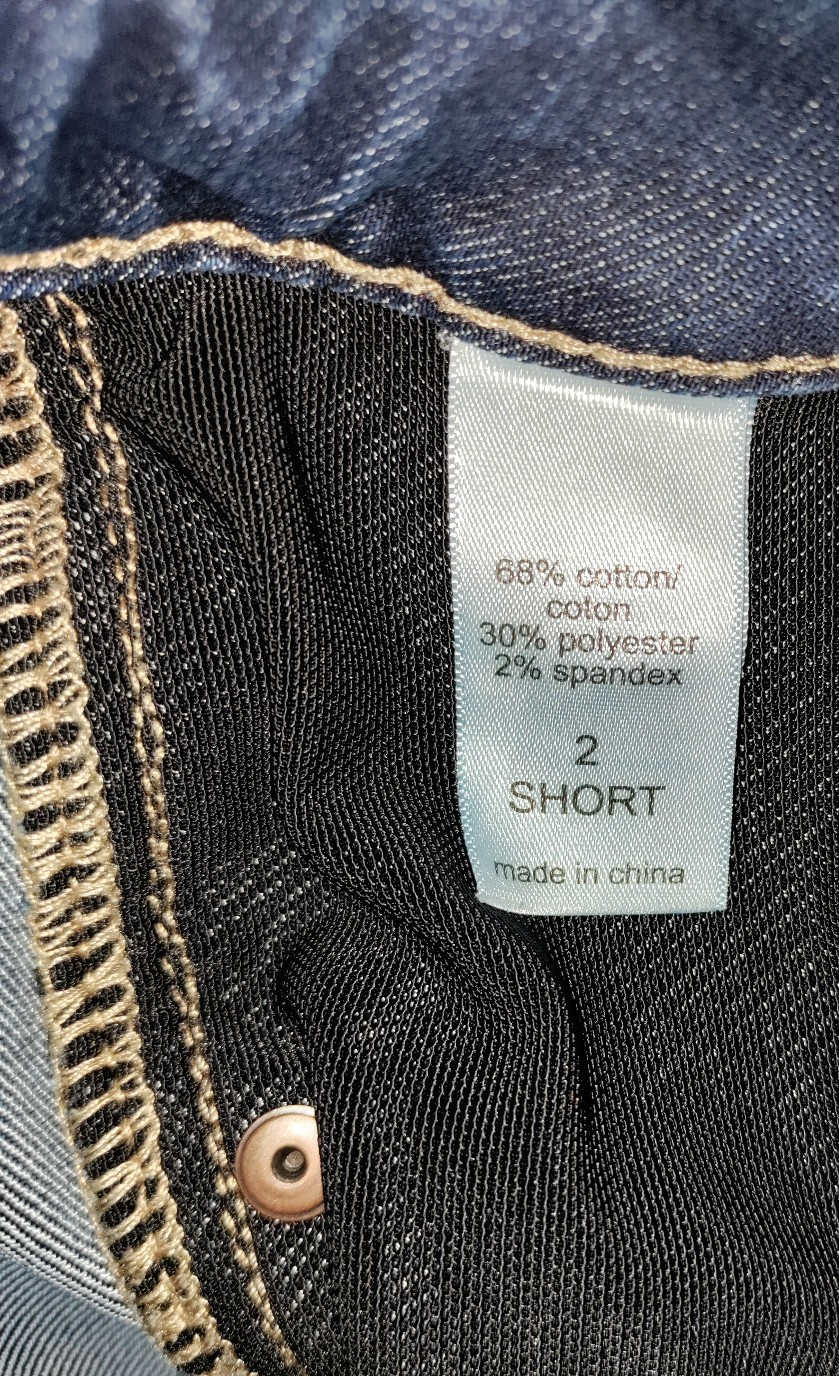 68% cotton/
coton
30% polyester
2% spandex
2
SHORT
made in china